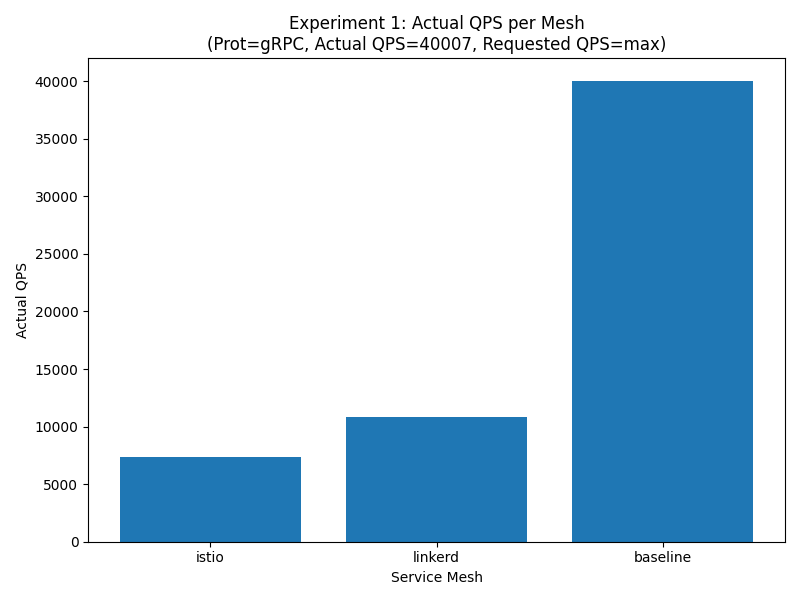 Experiment 1: Actual QPS per Mesh
(Prot=gRPC, Actual QPS=40007, Requested QPS=max)
Actual QPS
40000
35000
30000
25000
20000
15000
10000
5000
0
istio linkerd baseline
Service Mesh